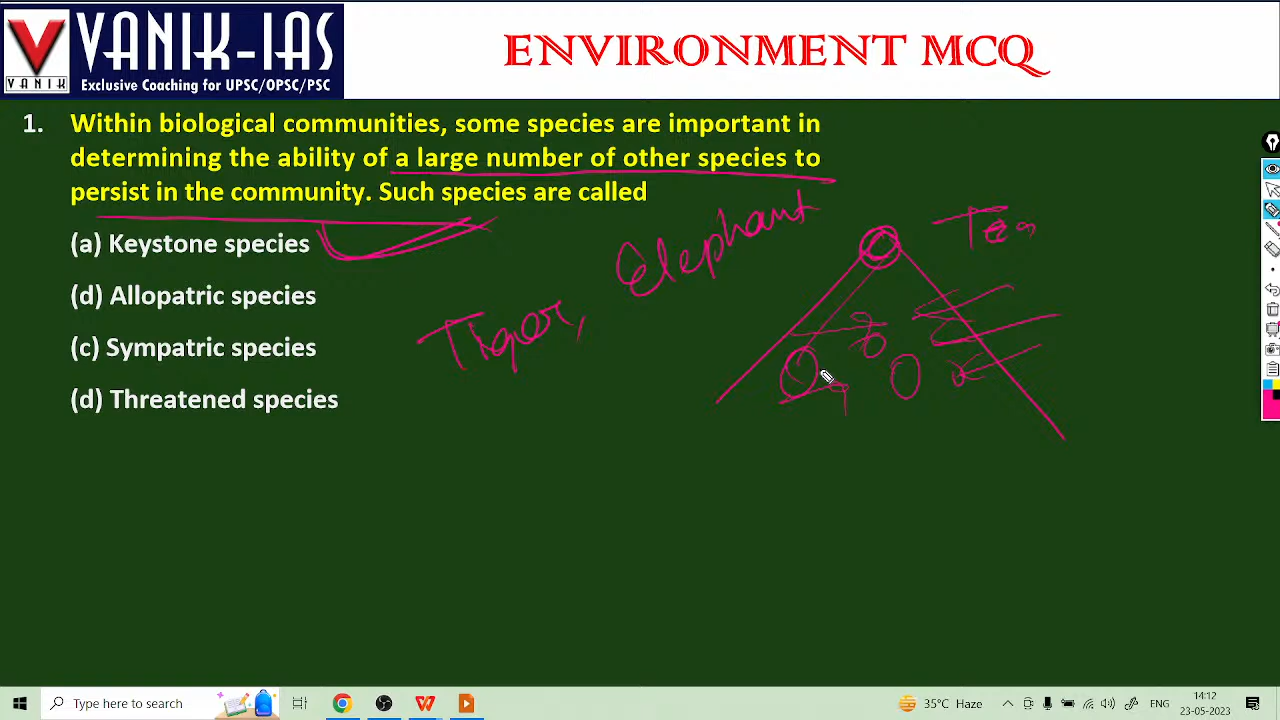 VANIK-IAS
VANIK
Exclusive Coaching for UPSC/OPSC/PSC
ENVIRONMENT MCQ
1. Within biological communities, some species are important in
determining the ability of a large number of other species to
persist in the community. Such species are called
(a) Keystone species
(d) Allopatric species
(c) Sympatric species
(d) Threatened species
Elephant
Tiger,
Type here to search
35°C Haze
ENG
14:12
23-05-2023